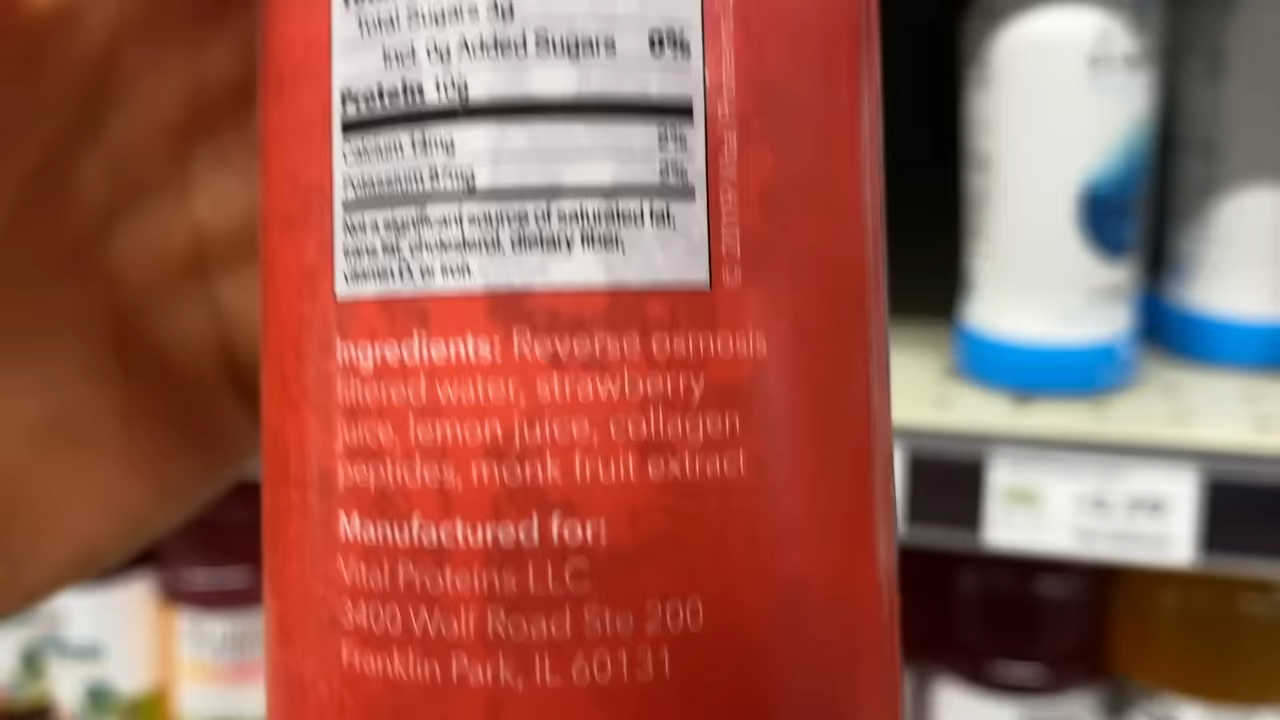 Total Sugars 3g
Incl. 0g Added Sugars 0%
Protein 10g
Calcium
Potassium
Not a significant source of saturated fat,
trans fat, cholesterol, dietary fiber,
vitamin D, or iron.
Ingredients: Reverse osmosis
filtered water, strawberry
juice, lemon juice, collagen
peptides, monk fruit extract
Manufactured for:
Vital Proteins LLC
3400 Wolf Road Ste 200
Franklin Park, IL 60131